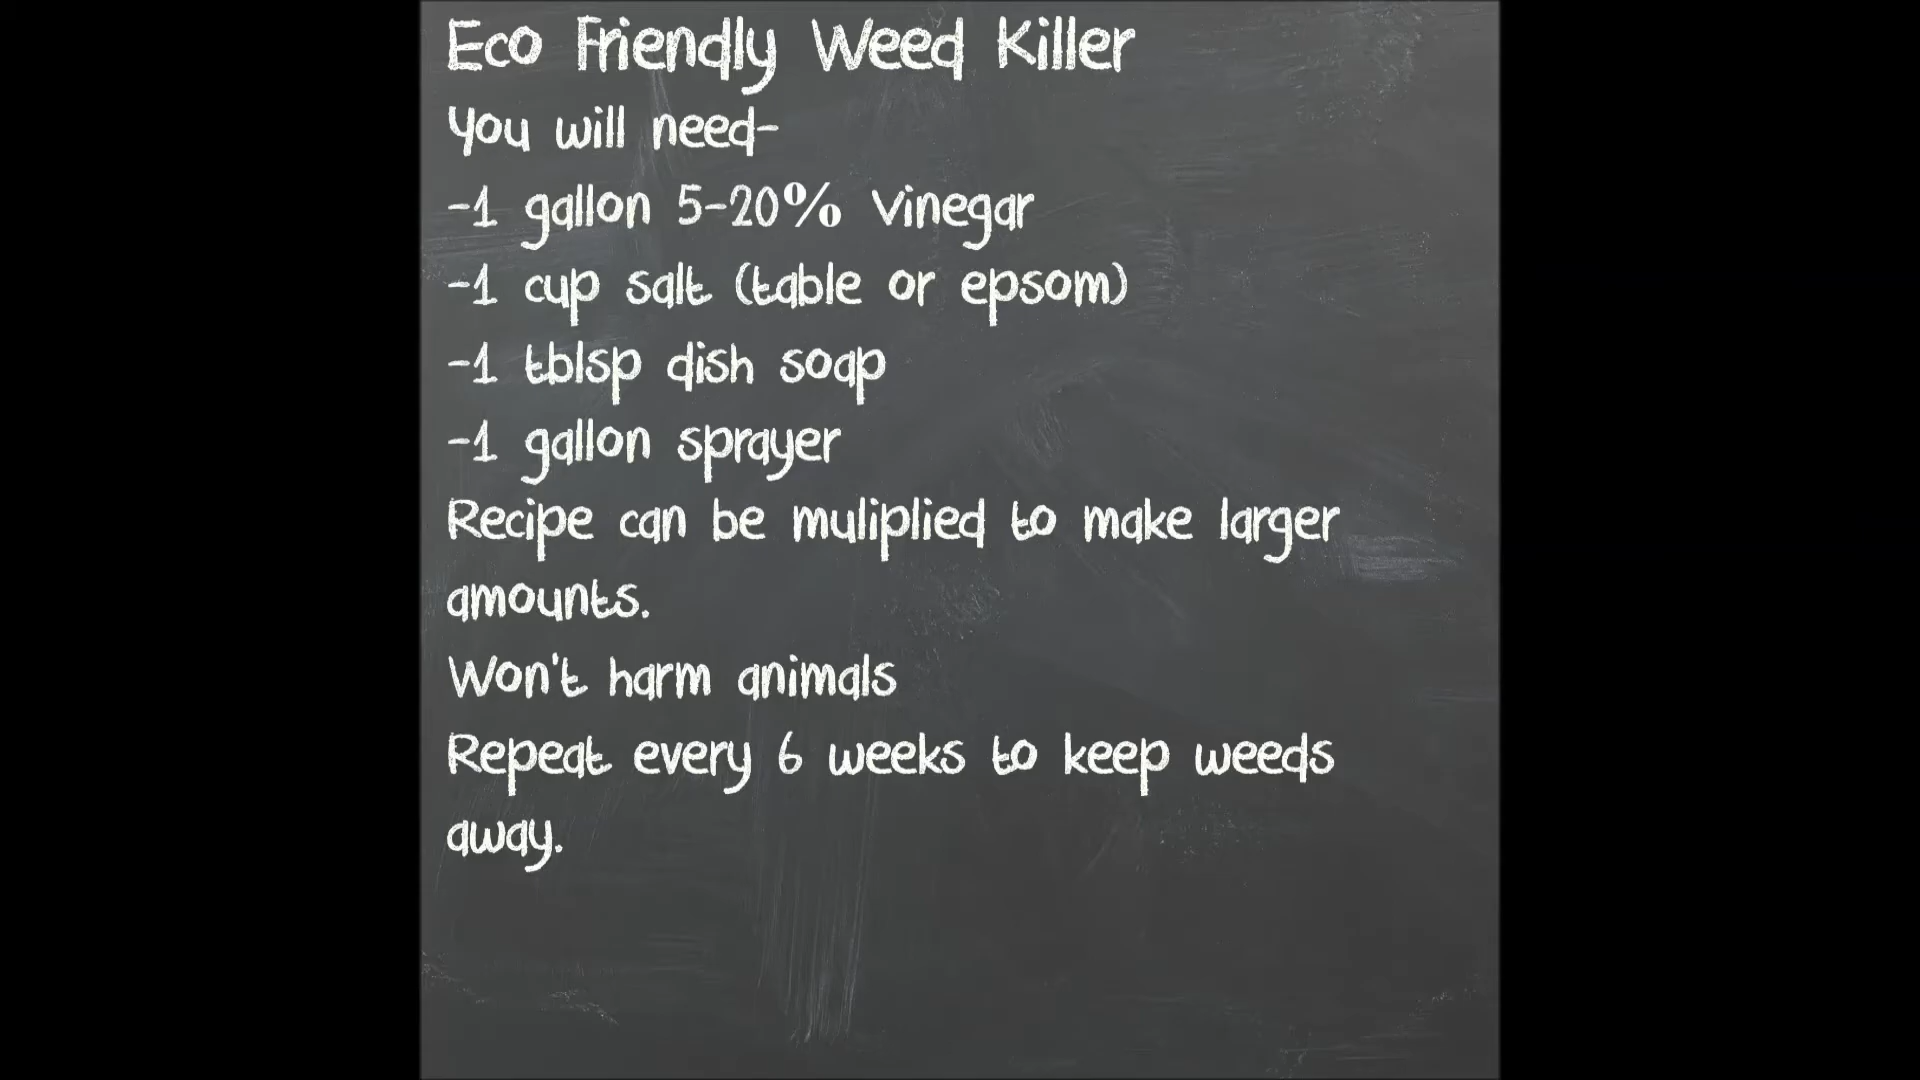 Eco Friendly Weed Killer
You will need-
-1 gallon 5-20% Vinegar
-1 cup salt (table or epsom)
-1 tblsp dish soap
-1 gallon sprayer
Recipe can be muliplied to make larger
amounts.
Won't harm animals
Repeat every 6 weeks to keep weeds
away.